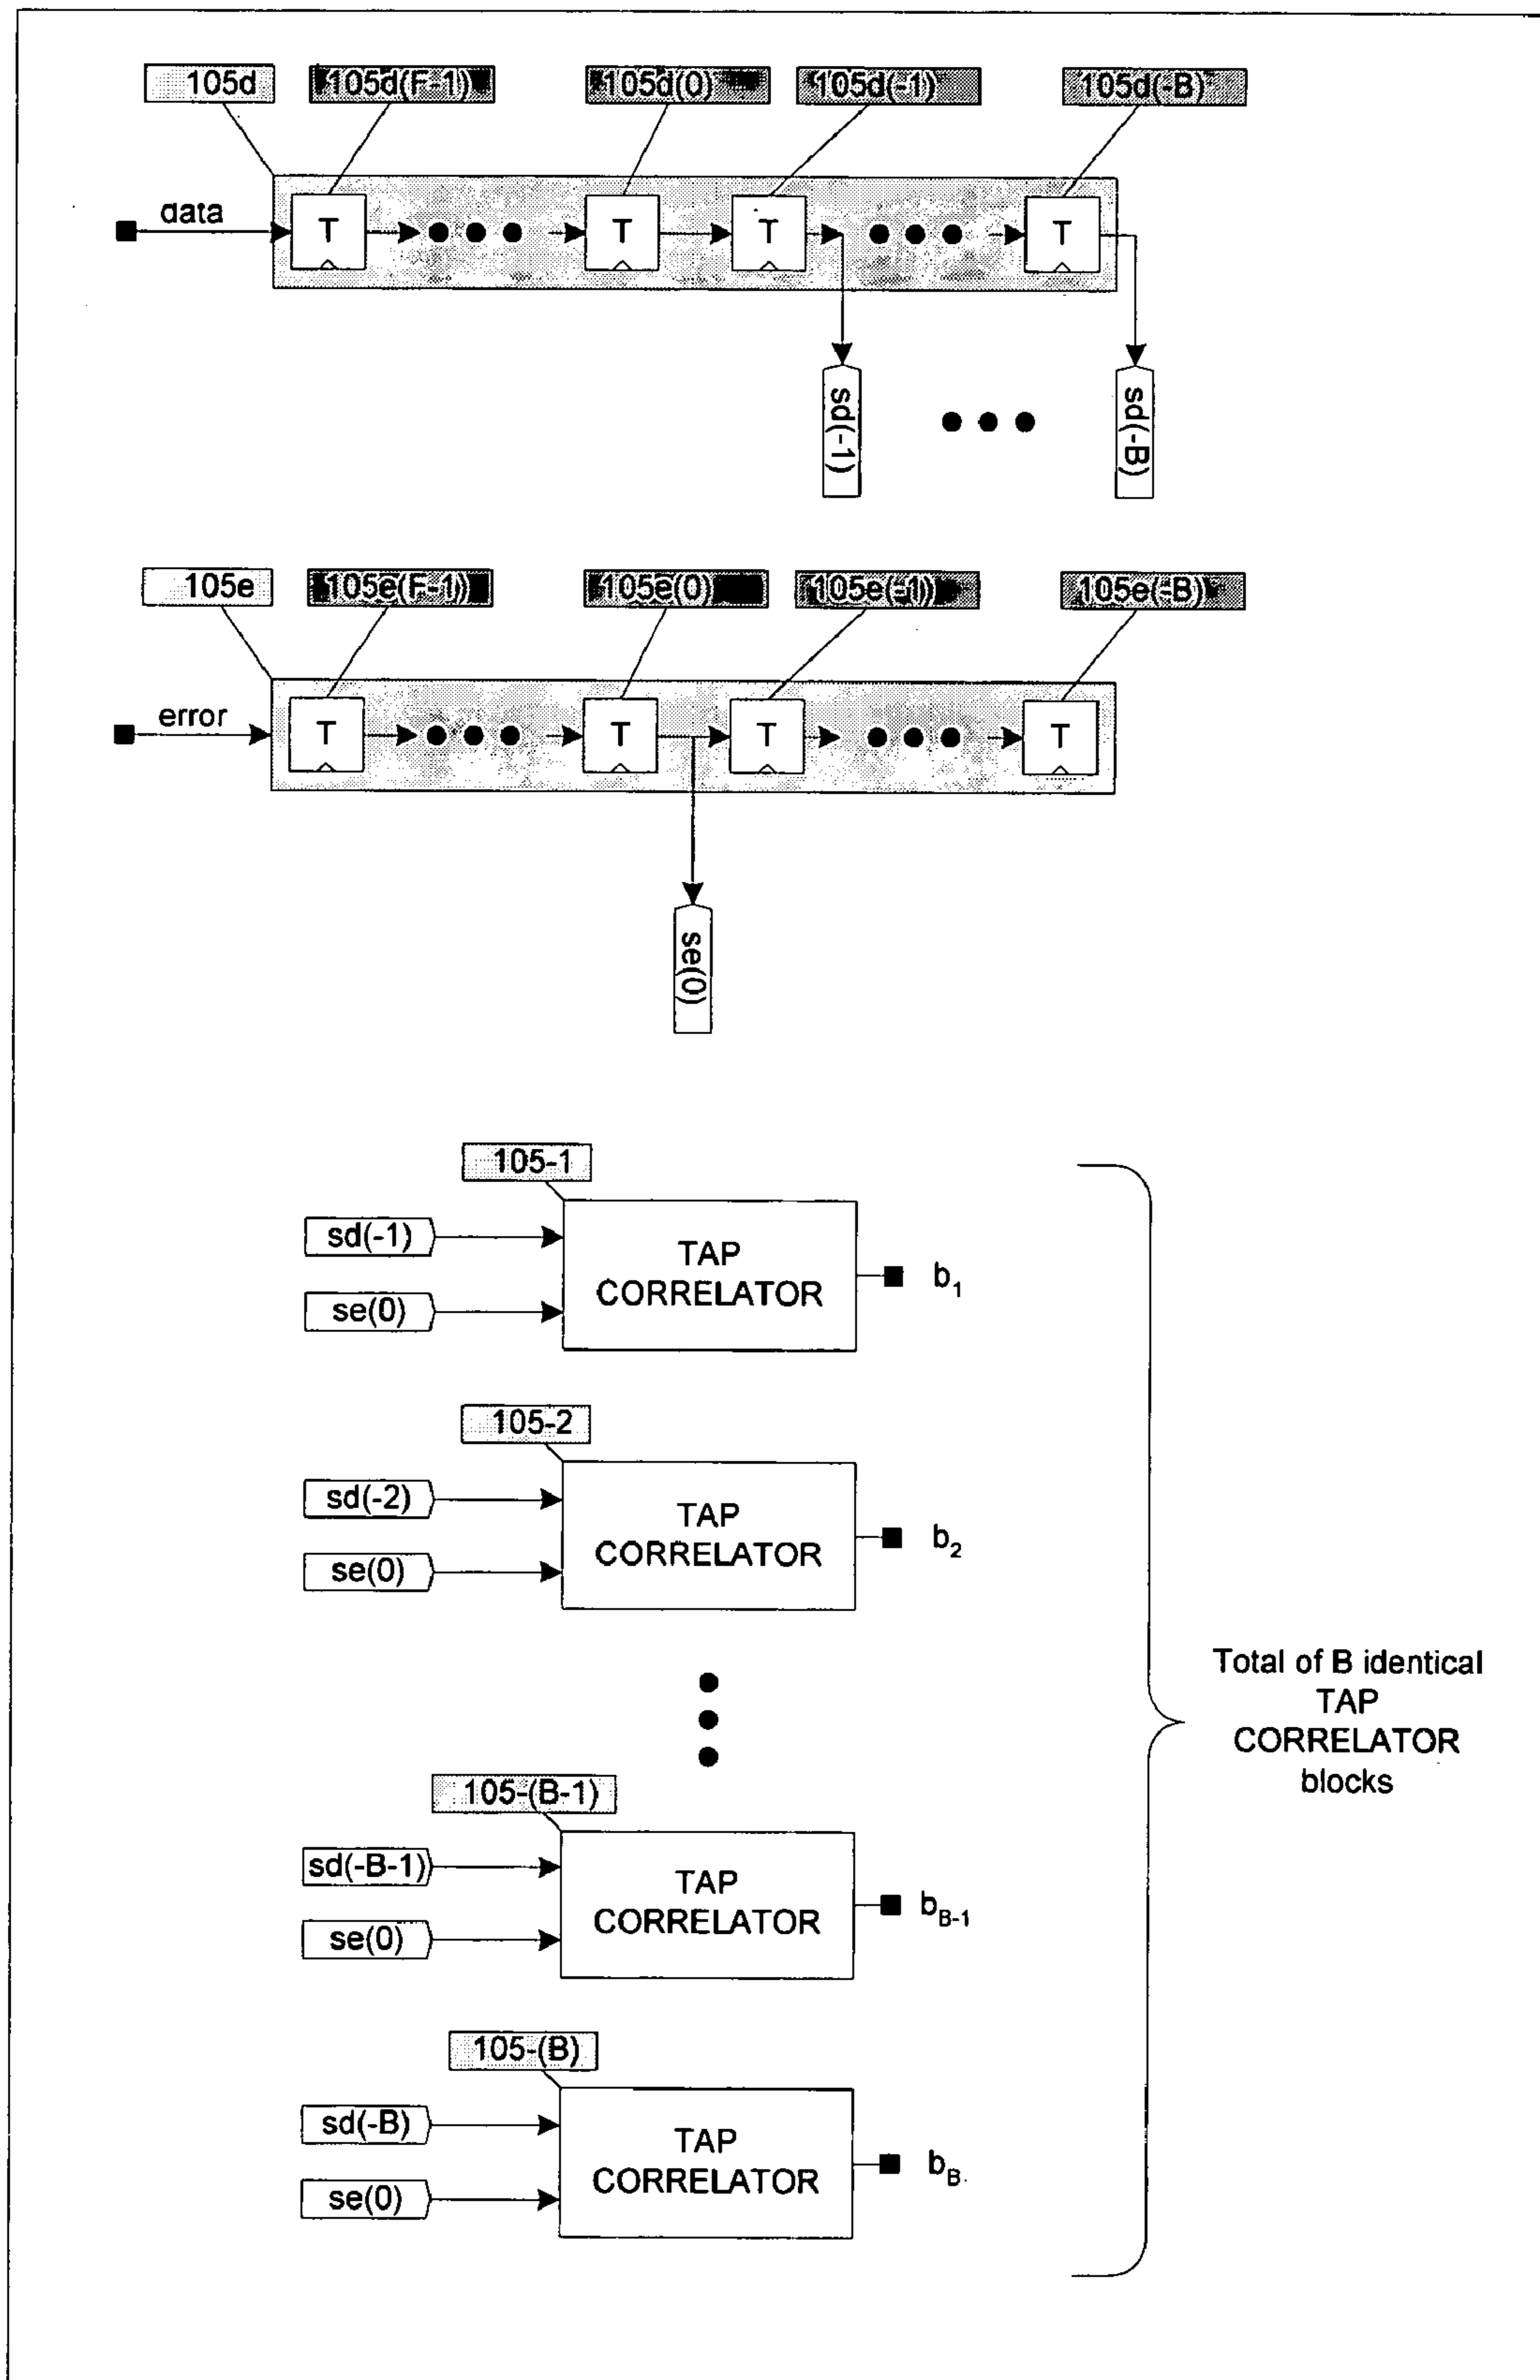 105d 105d(F-1) 105d(0) 105d(-1) 105d(-B)
data T T T T
sd(-1) sd(-B)
105e 105e(F-1) 105e(0) 105e(-1) 105e(-B)
error T T T T
se(0)
105-1
sd(-1)
se(0)
TAP
CORRELATOR
b1
105-2
sd(-2)
se(0)
TAP
CORRELATOR
b2
105-(B-1)
sd(-B-1)
se(0)
TAP
CORRELATOR
bB-1
105-(B)
sd(-B)
se(0)
TAP
CORRELATOR
bB
Total of B identical
TAP
CORRELATOR
blocks